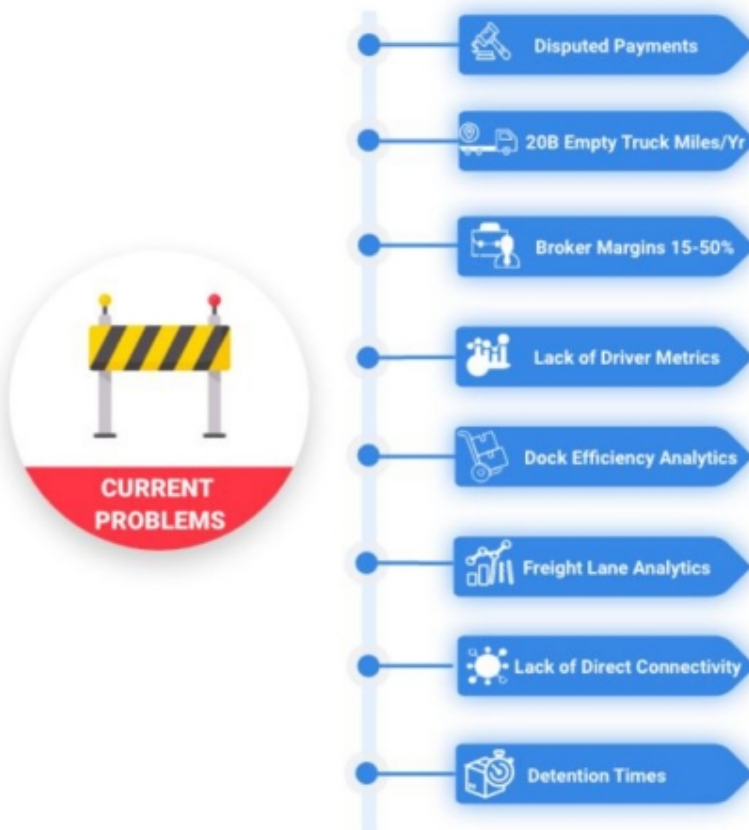 Disputed Payments
20B Empty Truck Miles/Yr
Broker Margins 15-50%
Lack of Driver Metrics
Dock Efficiency Analytics
CURRENT
PROBLEMS
Freight Lane Analytics
Lack of Direct Connectivity
Detention Times